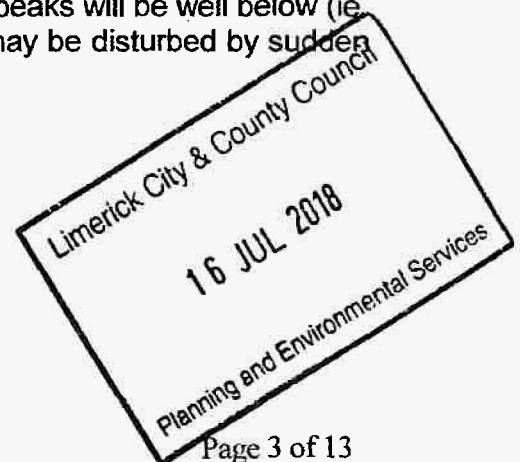 peaks will be well below (ie
may be disturbed by sudden
Limerick City & County Council
16 JUL 2018
Planning and Environmental Services
Page 3 of 13